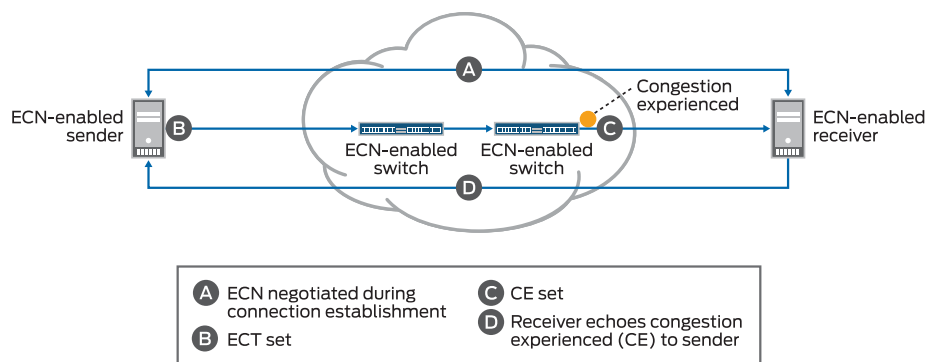 A
Congestion
experienced
ECN-enabled
sender
B
C
ECN-enabled
receiver
ECN-enabled
switch
ECN-enabled
switch
D
A ECN negotiated during
connection establishment
B ECT set
C CE set
D Receiver echoes congestion
experienced (CE) to sender